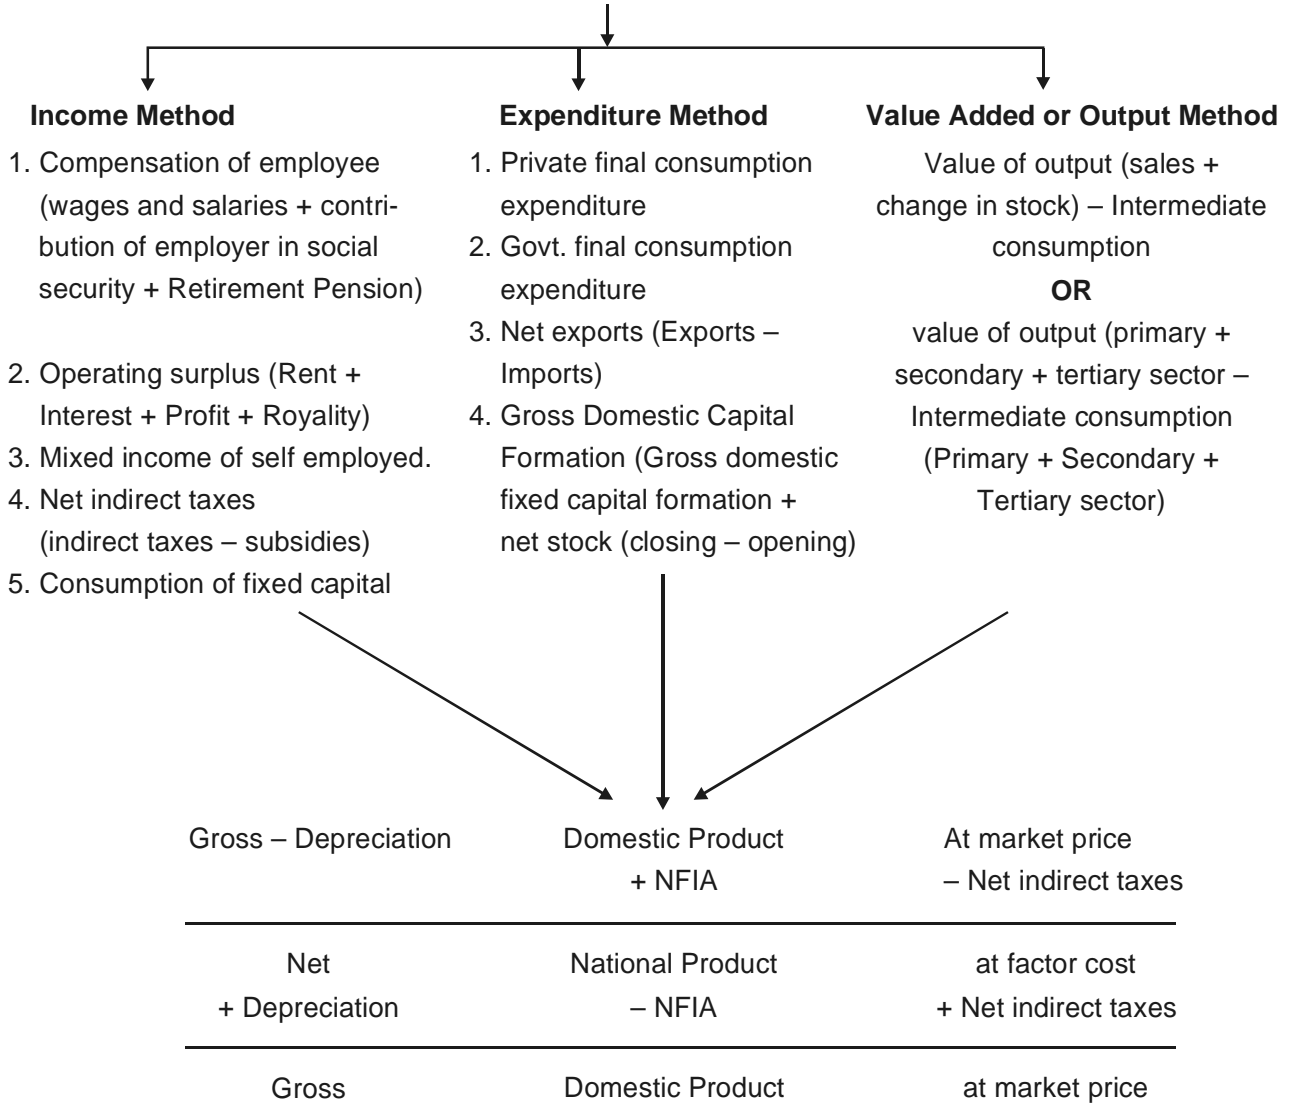 Income Method
1. Compensation of employee
(wages and salaries + contri-
bution of employer in social
security + Retirement Pension)
2. Operating surplus (Rent +
Interest + Profit + Royality)
3. Mixed income of self employed.
4. Net indirect taxes
(indirect taxes – subsidies)
5. Consumption of fixed capital
Expenditure Method
1. Private final consumption
expenditure
2. Govt. final consumption
expenditure
3. Net exports (Exports –
Imports)
4. Gross Domestic Capital
Formation (Gross domestic
fixed capital formation +
net stock (closing – opening)
Value Added or Output Method
Value of output (sales +
change in stock) – Intermediate
consumption
OR
value of output (primary +
secondary + tertiary sector –
Intermediate consumption
(Primary + Secondary +
Tertiary sector)
Gross – Depreciation
Domestic Product
+ NFIA
At market price
– Net indirect taxes
Net
+ Depreciation
National Product
– NFIA
at factor cost
+ Net indirect taxes
Gross
Domestic Product
at market price